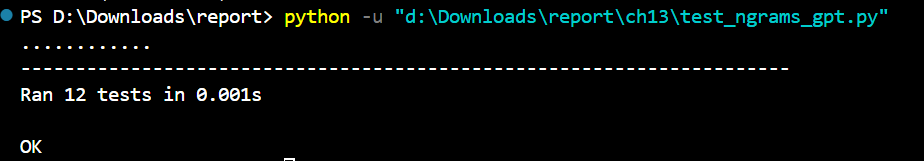 PS D:\Downloads\report> python -u "d:\Downloads\report\ch13\test_ngrams_gpt.py"
............
----------------------------------------------------------------------
Ran 12 tests in 0.001s
OK